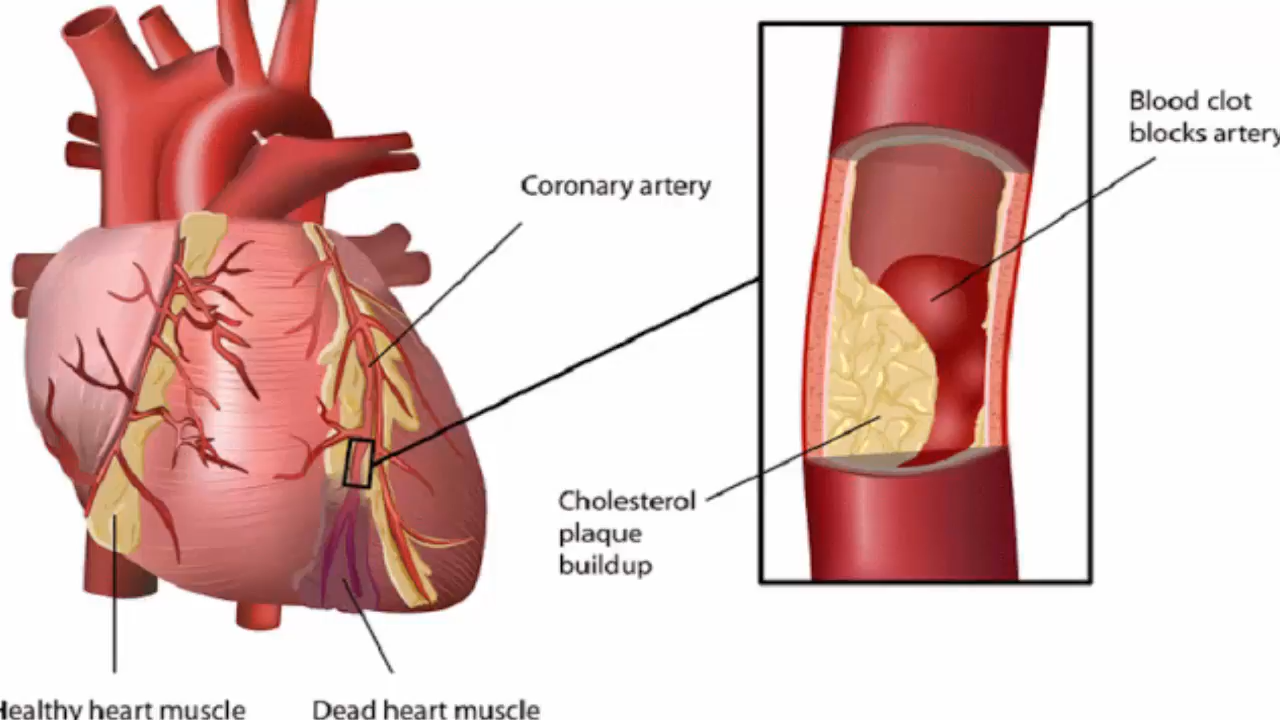 Blood clot
blocks artery
Coronary artery
Cholesterol
plaque
buildup
Healthy heart muscle
Dead heart muscle